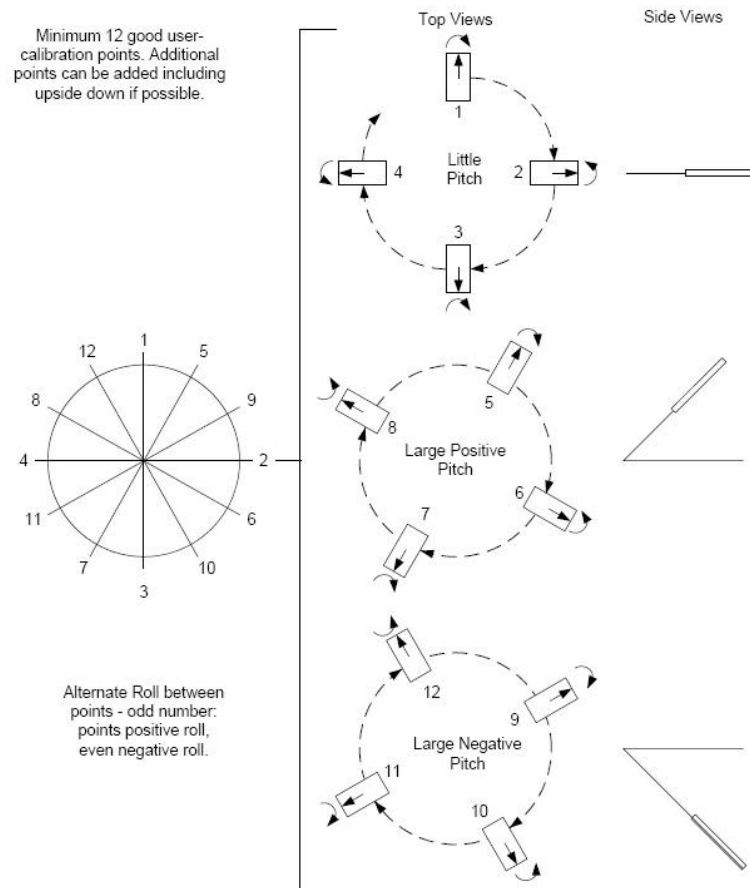 Minimum 12 good user-
calibration points. Additional
points can be added including
upside down if possible.
Top Views
Side Views
1
Little
Pitch
2
3
4
1
5
9
2
6
10
3
7
11
4
8
12
5
Large Positive
Pitch
6
7
8
Alternate Roll between
points - odd number:
points positive roll,
even negative roll.
12
9
Large Negative
Pitch
11
10